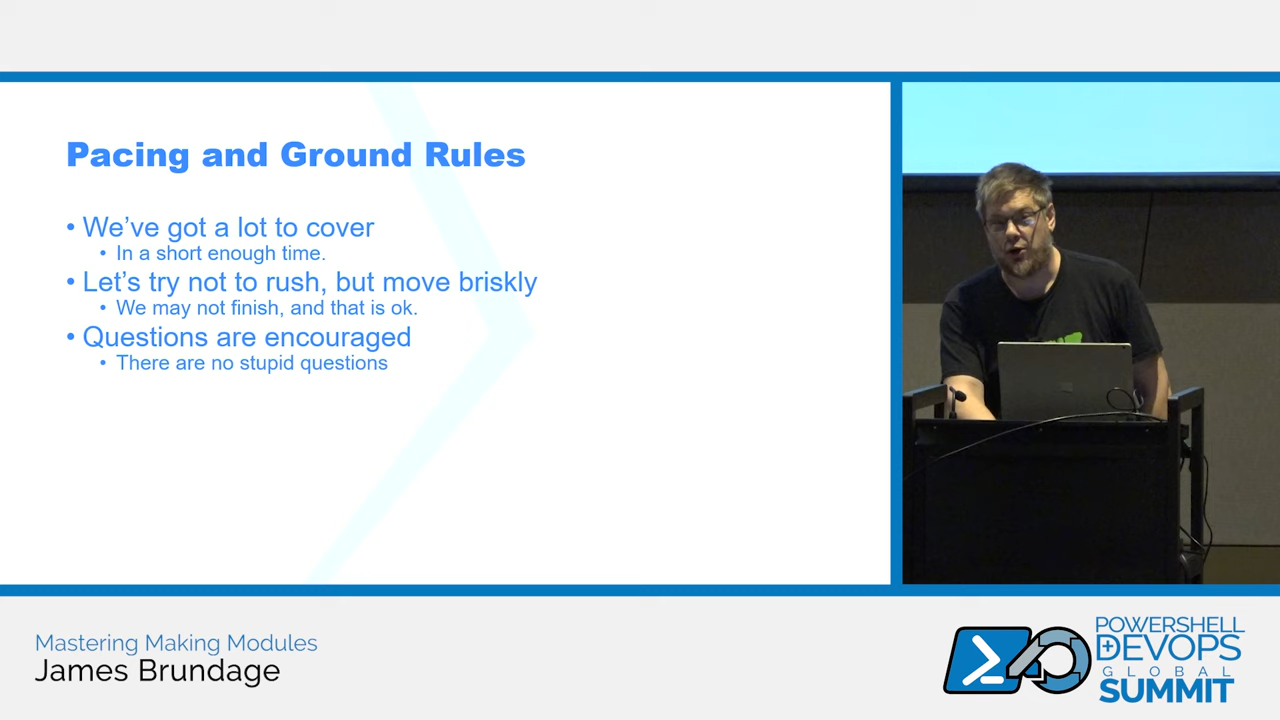 Pacing and Ground Rules
• We’ve got a lot to cover
• In a short enough time.
• Let’s try not to rush, but move briskly
• We may not finish, and that is ok.
• Questions are encouraged
• There are no stupid questions
Mastering Making Modules
James Brundage
POWERSHELL
DEVOPS
GLOBAL
SUMMIT